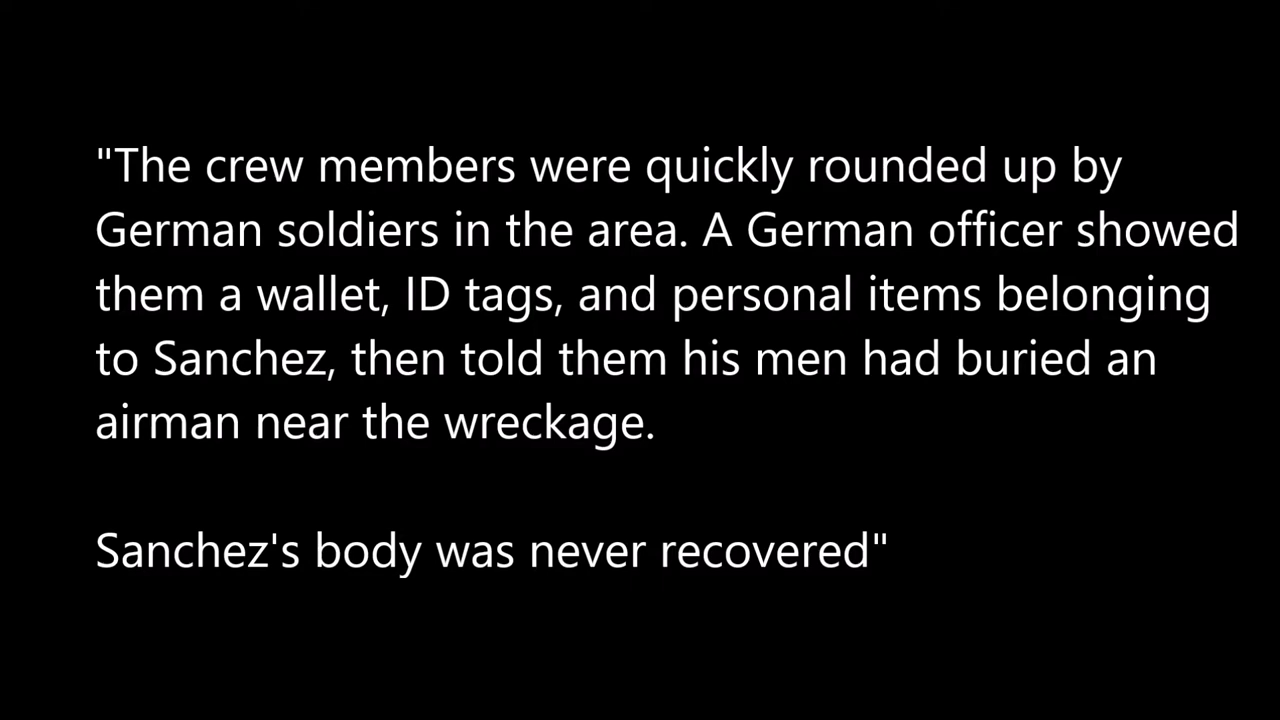 "The crew members were quickly rounded up by
German soldiers in the area. A German officer showed
them a wallet, ID tags, and personal items belonging
to Sanchez, then told them his men had buried an
airman near the wreckage.
Sanchez's body was never recovered"